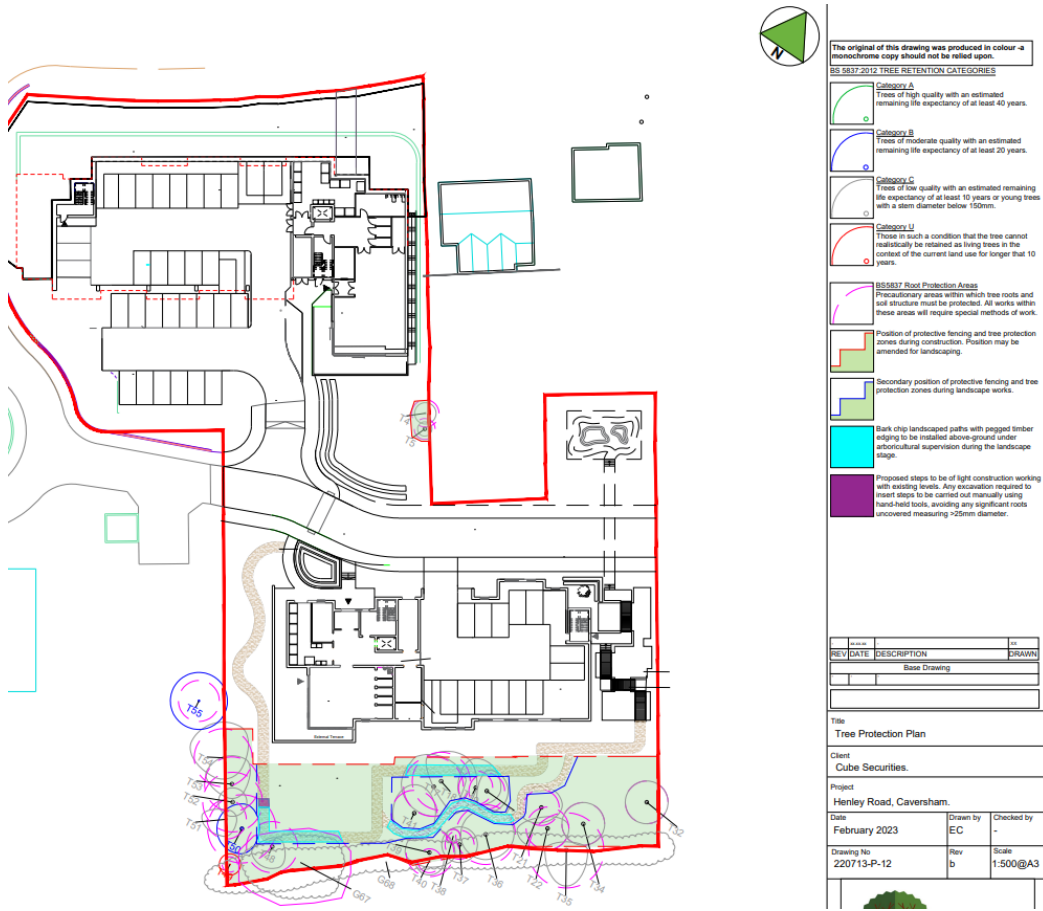 N
The original of this drawing was produced in colour -a
monochrome copy should not be relied upon.
BS 5837:2012 TREE RETENTION CATEGORIES
Category A
Trees of high quality with an estimated
remaining life expectancy of at least 40 years.
Category B
Trees of moderate quality with an estimated
remaining life expectancy of at least 20 years.
Category C
Trees of low quality with an estimated remaining
life expectancy of at least 10 years or young trees
with a stem diameter below 150mm.
Category U
Those in such a condition that the tree cannot
realistically be retained as living trees in the
context of the current land use for longer that 10
years.
BS5837 Root Protection Areas
Precautionary areas within which tree roots and
soil structure must be protected. All works within
these areas will require special methods of work.
Position of protective fencing and tree protection
zones during construction. Position may be
amended for landscaping.
Secondary position of protective fencing and tree
protection zones during landscape works.
Bark chip landscaped paths with pegged timber
edging to be installed above-ground under
arboricultural supervision during the landscape
stage.
Proposed steps to be of light construction working
with existing levels. Any excavation required to
insert steps to be carried out manually using
hand-held tools, avoiding any significant roots
uncovered measuring >25mm diameter.
REV DATE DESCRIPTION DRAWN
Base Drawing
Title
Tree Protection Plan
Client
Cube Securities.
Project
Henley Road, Caversham.
Date Drawn by Checked by
February 2023 EC -
Drawing No Rev Scale
220713-P-12 b 1:500@A3
T4
T5
T55
External Terrace
T53
T52
T51
T50
T48
T41
T40
T38
T37
T36
T21
T22
T35
T34
T32
G67
G68